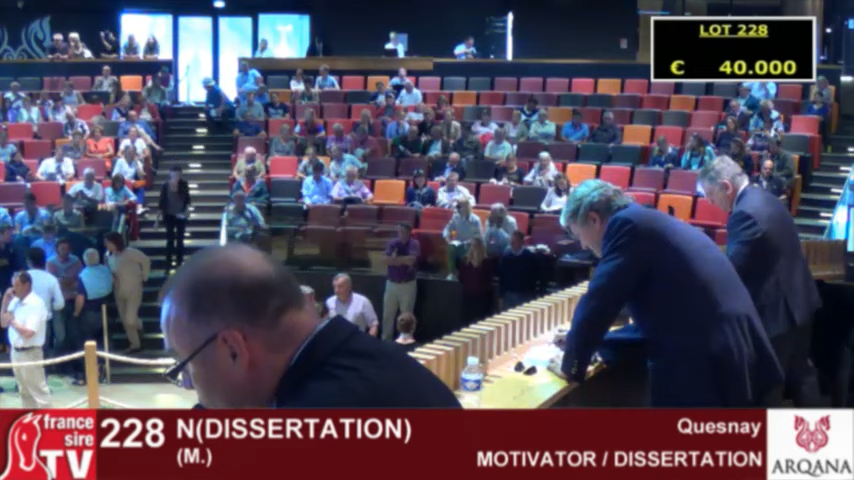 LOT 228
€ 40.000
france
sire
TV
228 N(DISSERTATION)
(M.)
Quesnay
MOTIVATOR / DISSERTATION
ARQANA